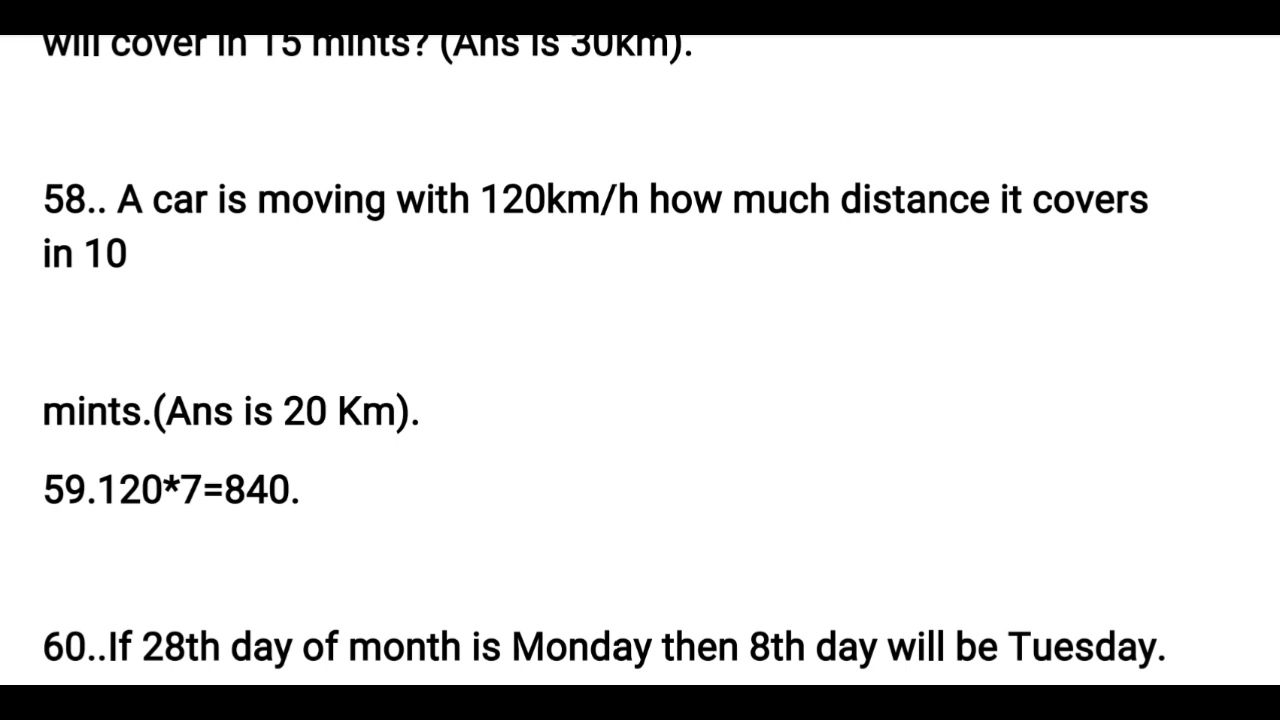 will cover in 15 mints? (Ans is 30km).
58.. A car is moving with 120km/h how much distance it covers
in 10
mints.(Ans is 20 Km).
59.120*7=840.
60..If 28th day of month is Monday then 8th day will be Tuesday.